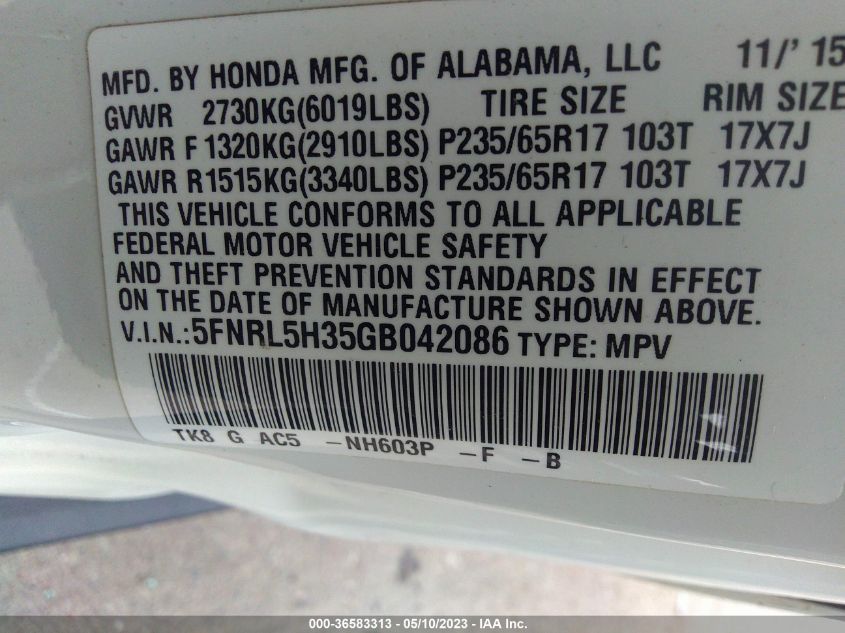 MFD. BY HONDA MFG. OF ALABAMA, LLC 11/' 15
GVWR 2730KG(6019LBS) TIRE SIZE RIM SIZE
GAWR F 1320KG(2910LBS) P235/65R17 103T 17X7J
GAWR R1515KG(3340LBS) P235/65R17 103T 17X7J
THIS VEHICLE CONFORMS TO ALL APPLICABLE
FEDERAL MOTOR VEHICLE SAFETY
AND THEFT PREVENTION STANDARDS IN EFFECT
ON THE DATE OF MANUFACTURE SHOWN ABOVE.
V.I.N.:5FNRL5H35GB042086 TYPE: MPV
TK8 G AC5 -NH603P -F -B
000-36583313 - 05/10/2023 - IAA Inc.